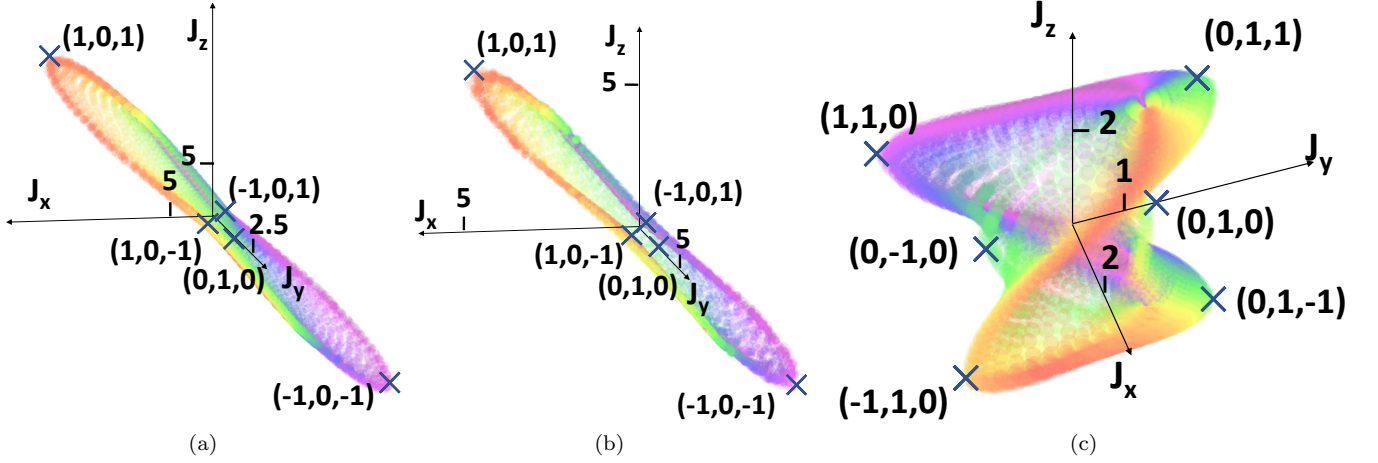 J_z
(1,0,1)
5
J_x
5
(-1,0,1)
2.5
(1,0,-1)
(0,1,0)
J_y
(-1,0,-1)
(a)
J_z
(1,0,1)
5
J_x
5
(-1,0,1)
(1,0,-1)
5
(0,1,0)
J_y
(-1,0,-1)
(b)
J_z
(0,1,1)
(1,1,0)
2
J_y
1
(0,1,0)
(0,-1,0)
2
(0,1,-1)
J_x
(-1,1,0)
(c)